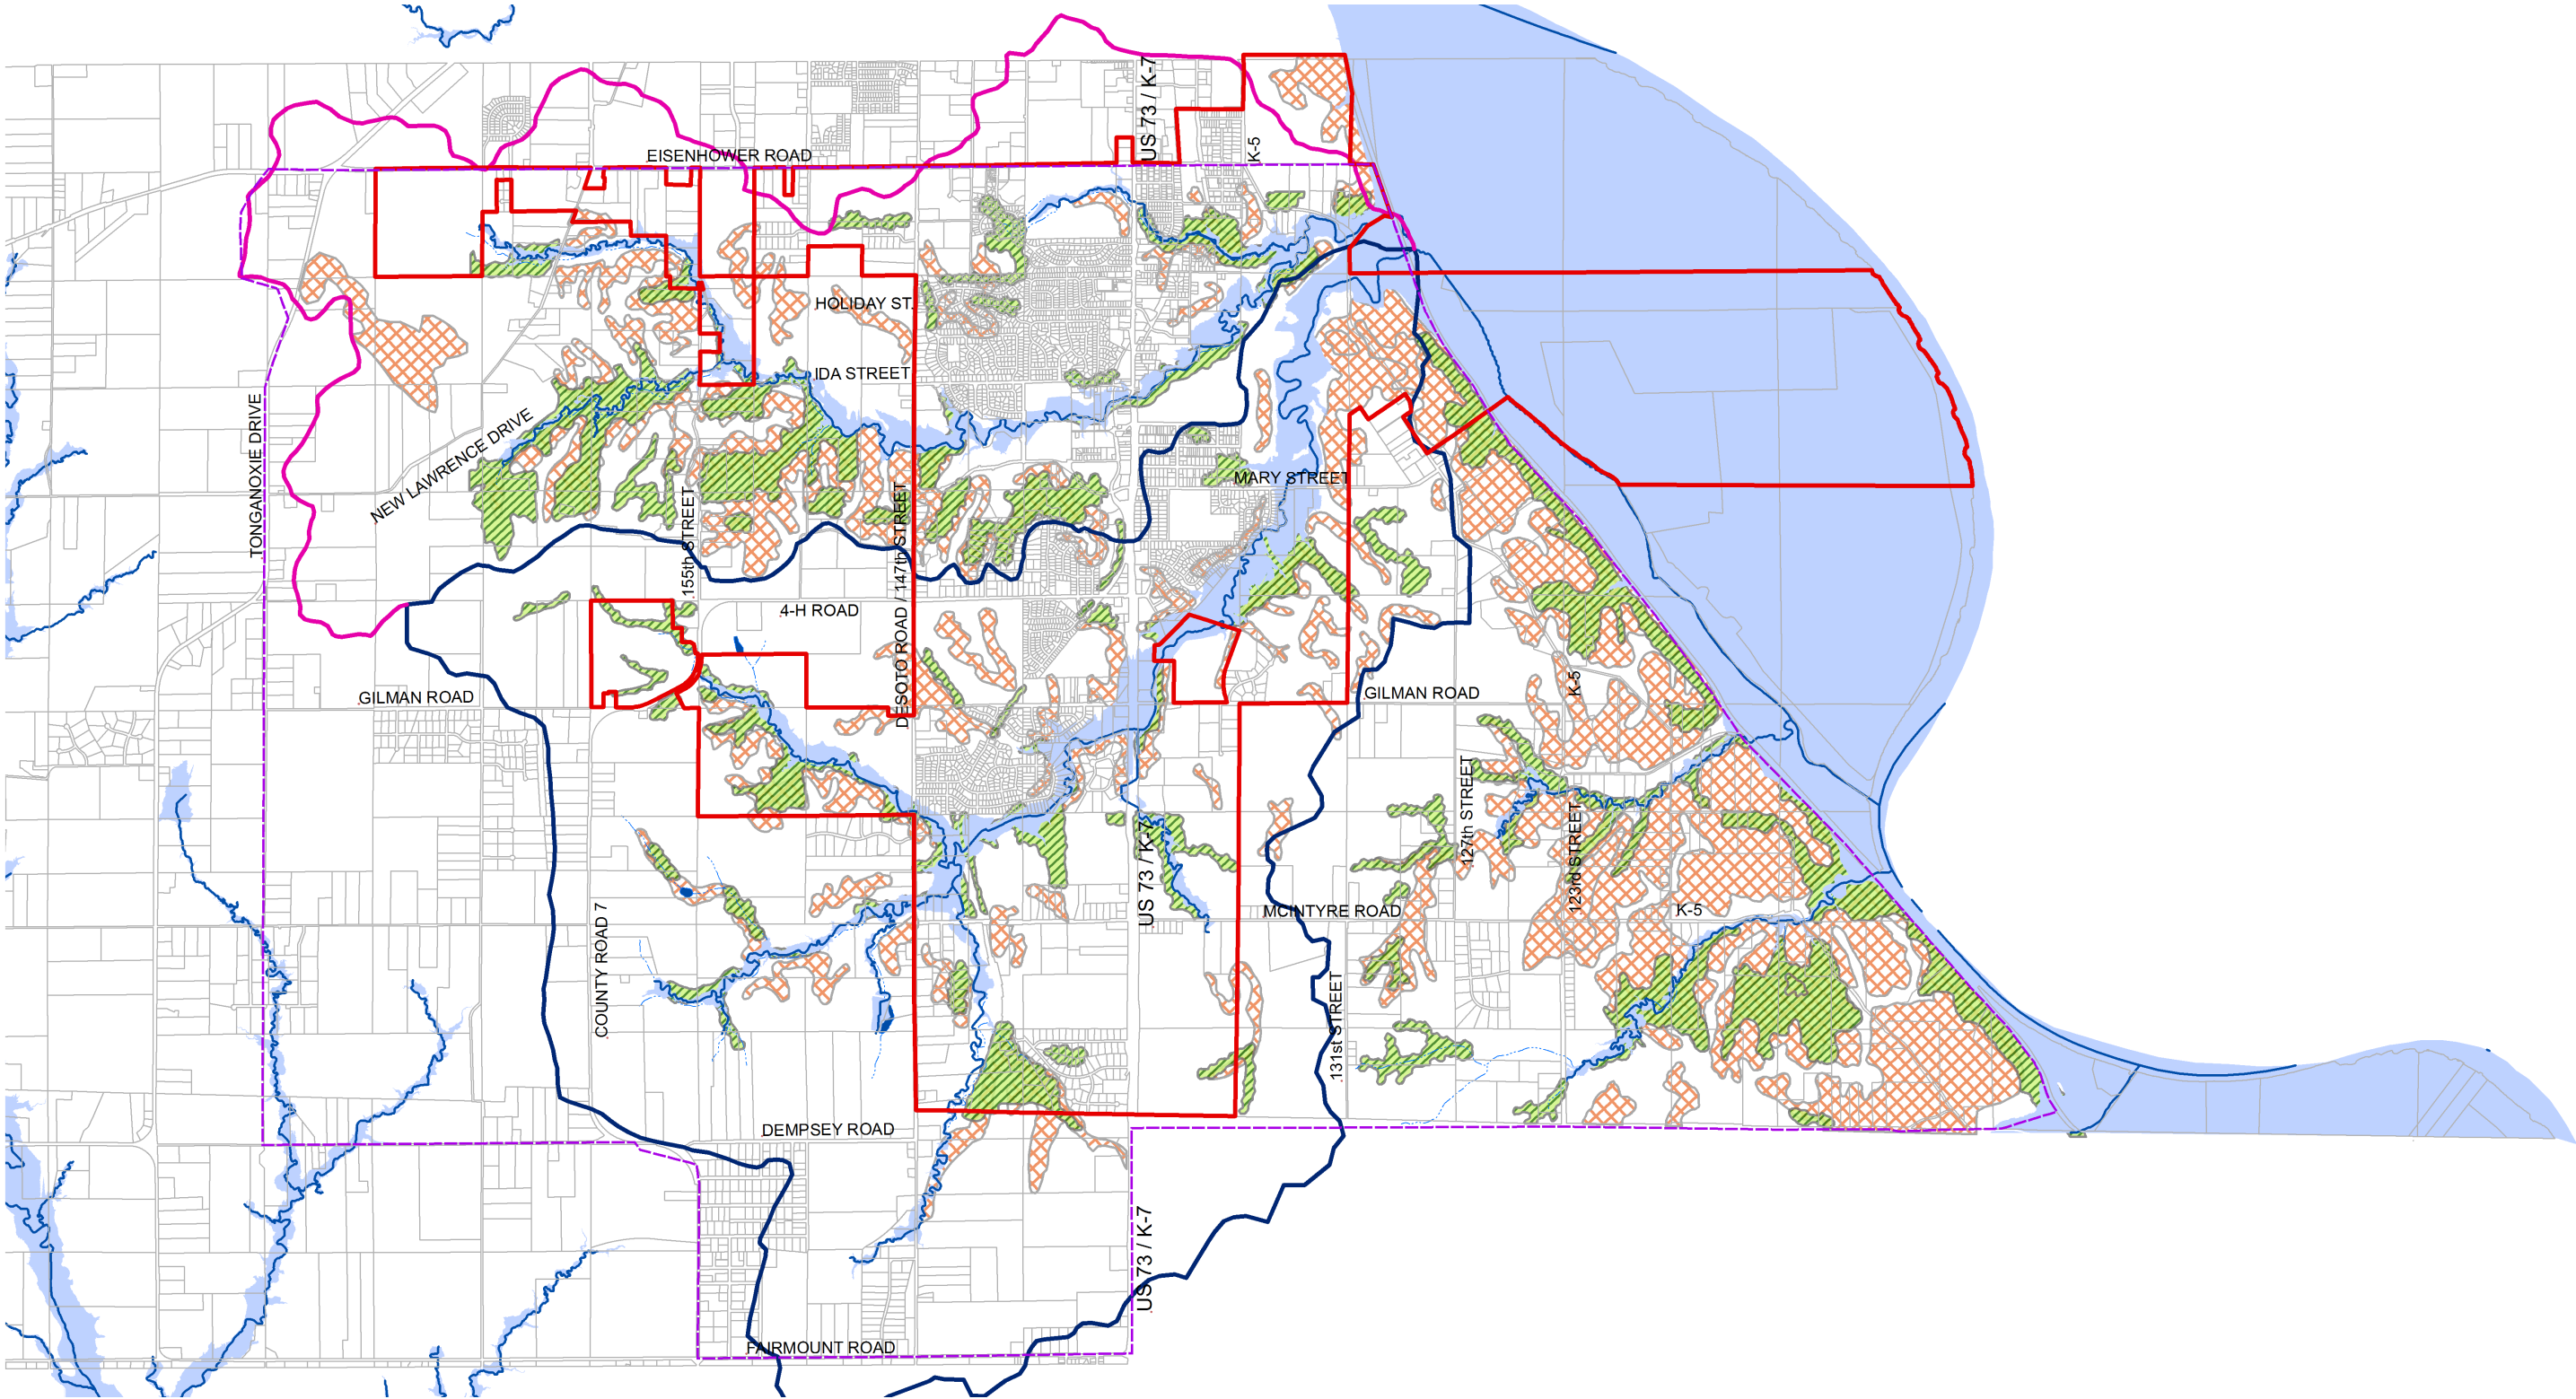 US 73 / K-7
K-5
EISENHOWER ROAD
HOLIDAY ST.
IDA STREET
TONGANOXIE DRIVE
NEW LAWRENCE DRIVE
MARY STREET
155th STREET
DESOTO ROAD / 147th STREET
4-H ROAD
GILMAN ROAD
GILMAN ROAD
K-5
127th STREET
123rd STREET
US 73 / K-7
MCINTYRE ROAD
K-5
COUNTY ROAD 7
131st STREET
DEMPSEY ROAD
US 73 / K-7
FAIRMOUNT ROAD